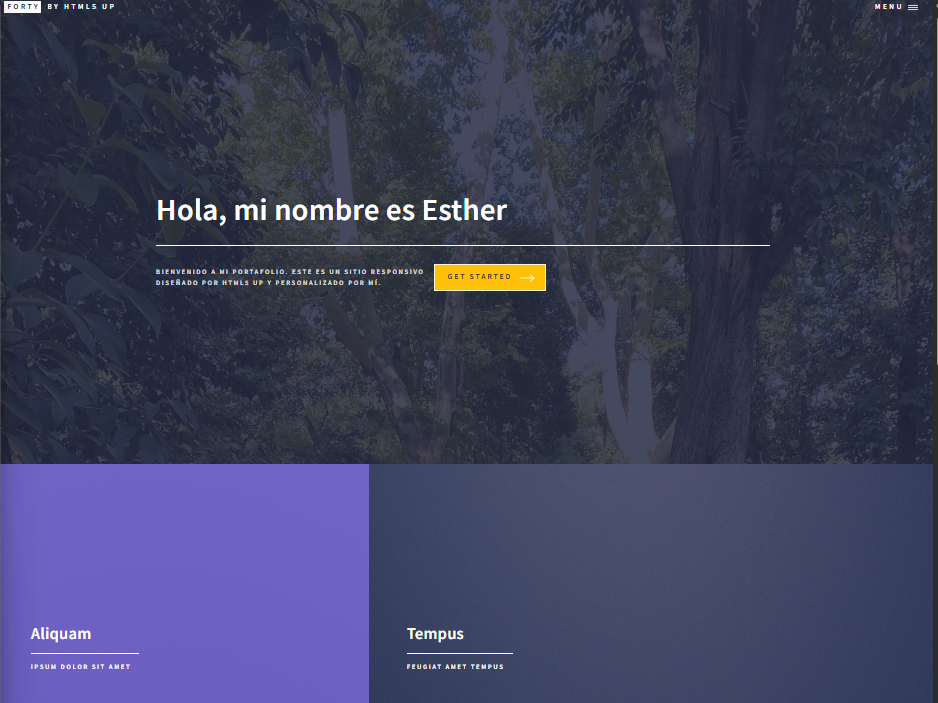 FORTY BY HTML5 UP
MENU
Hola, mi nombre es Esther
BIENVENIDO A MI PORTAFOLIO. ESTE ES UN SITIO RESPONSIVO
DISEÑADO POR HTML5 UP Y PERSONALIZADO POR MÍ.
GET STARTED
Aliquam
IPSUM DOLOR SIT AMET
Tempus
FEUGIAT AMET TEMPUS